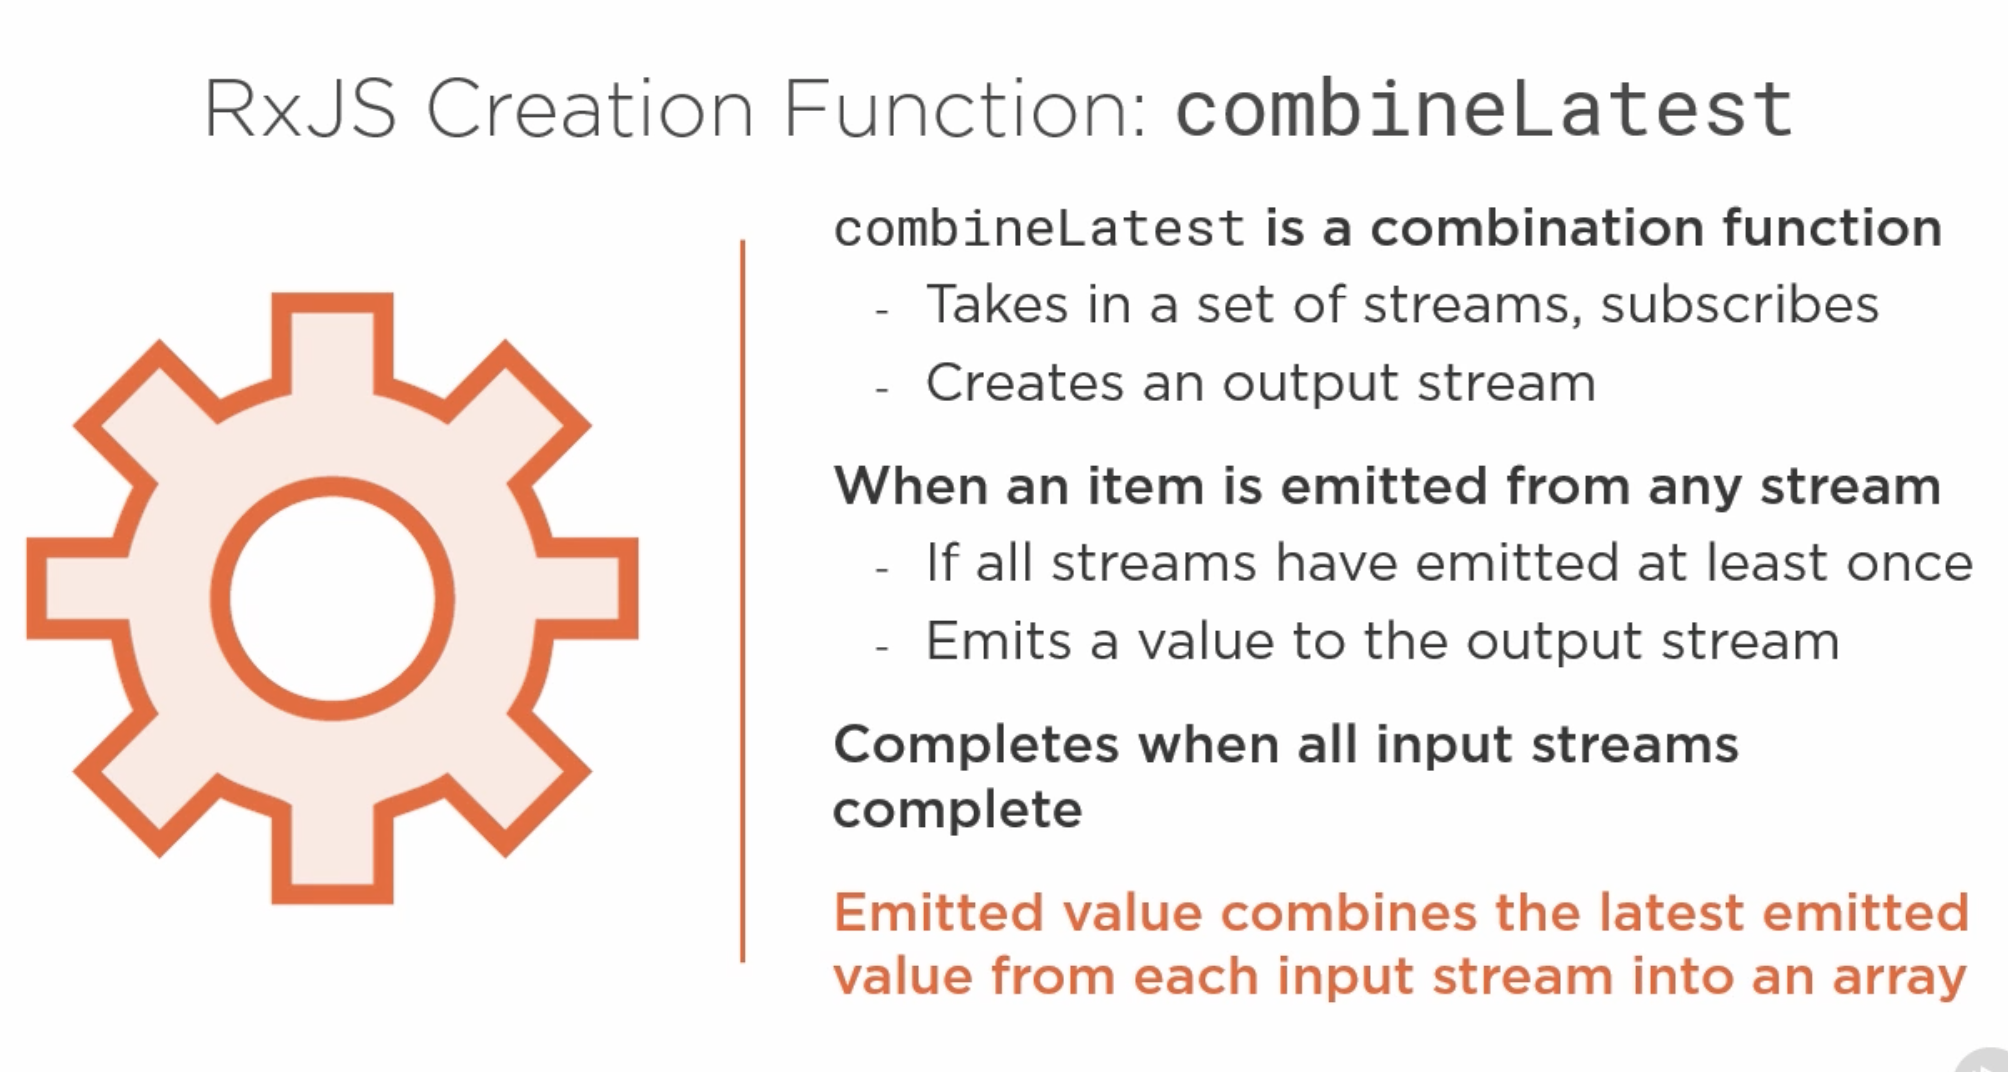 RxJS Creation Function: combineLatest
combineLatest is a combination function
- Takes in a set of streams, subscribes
- Creates an output stream
When an item is emitted from any stream
- If all streams have emitted at least once
- Emits a value to the output stream
Completes when all input streams
complete
Emitted value combines the latest emitted
value from each input stream into an array